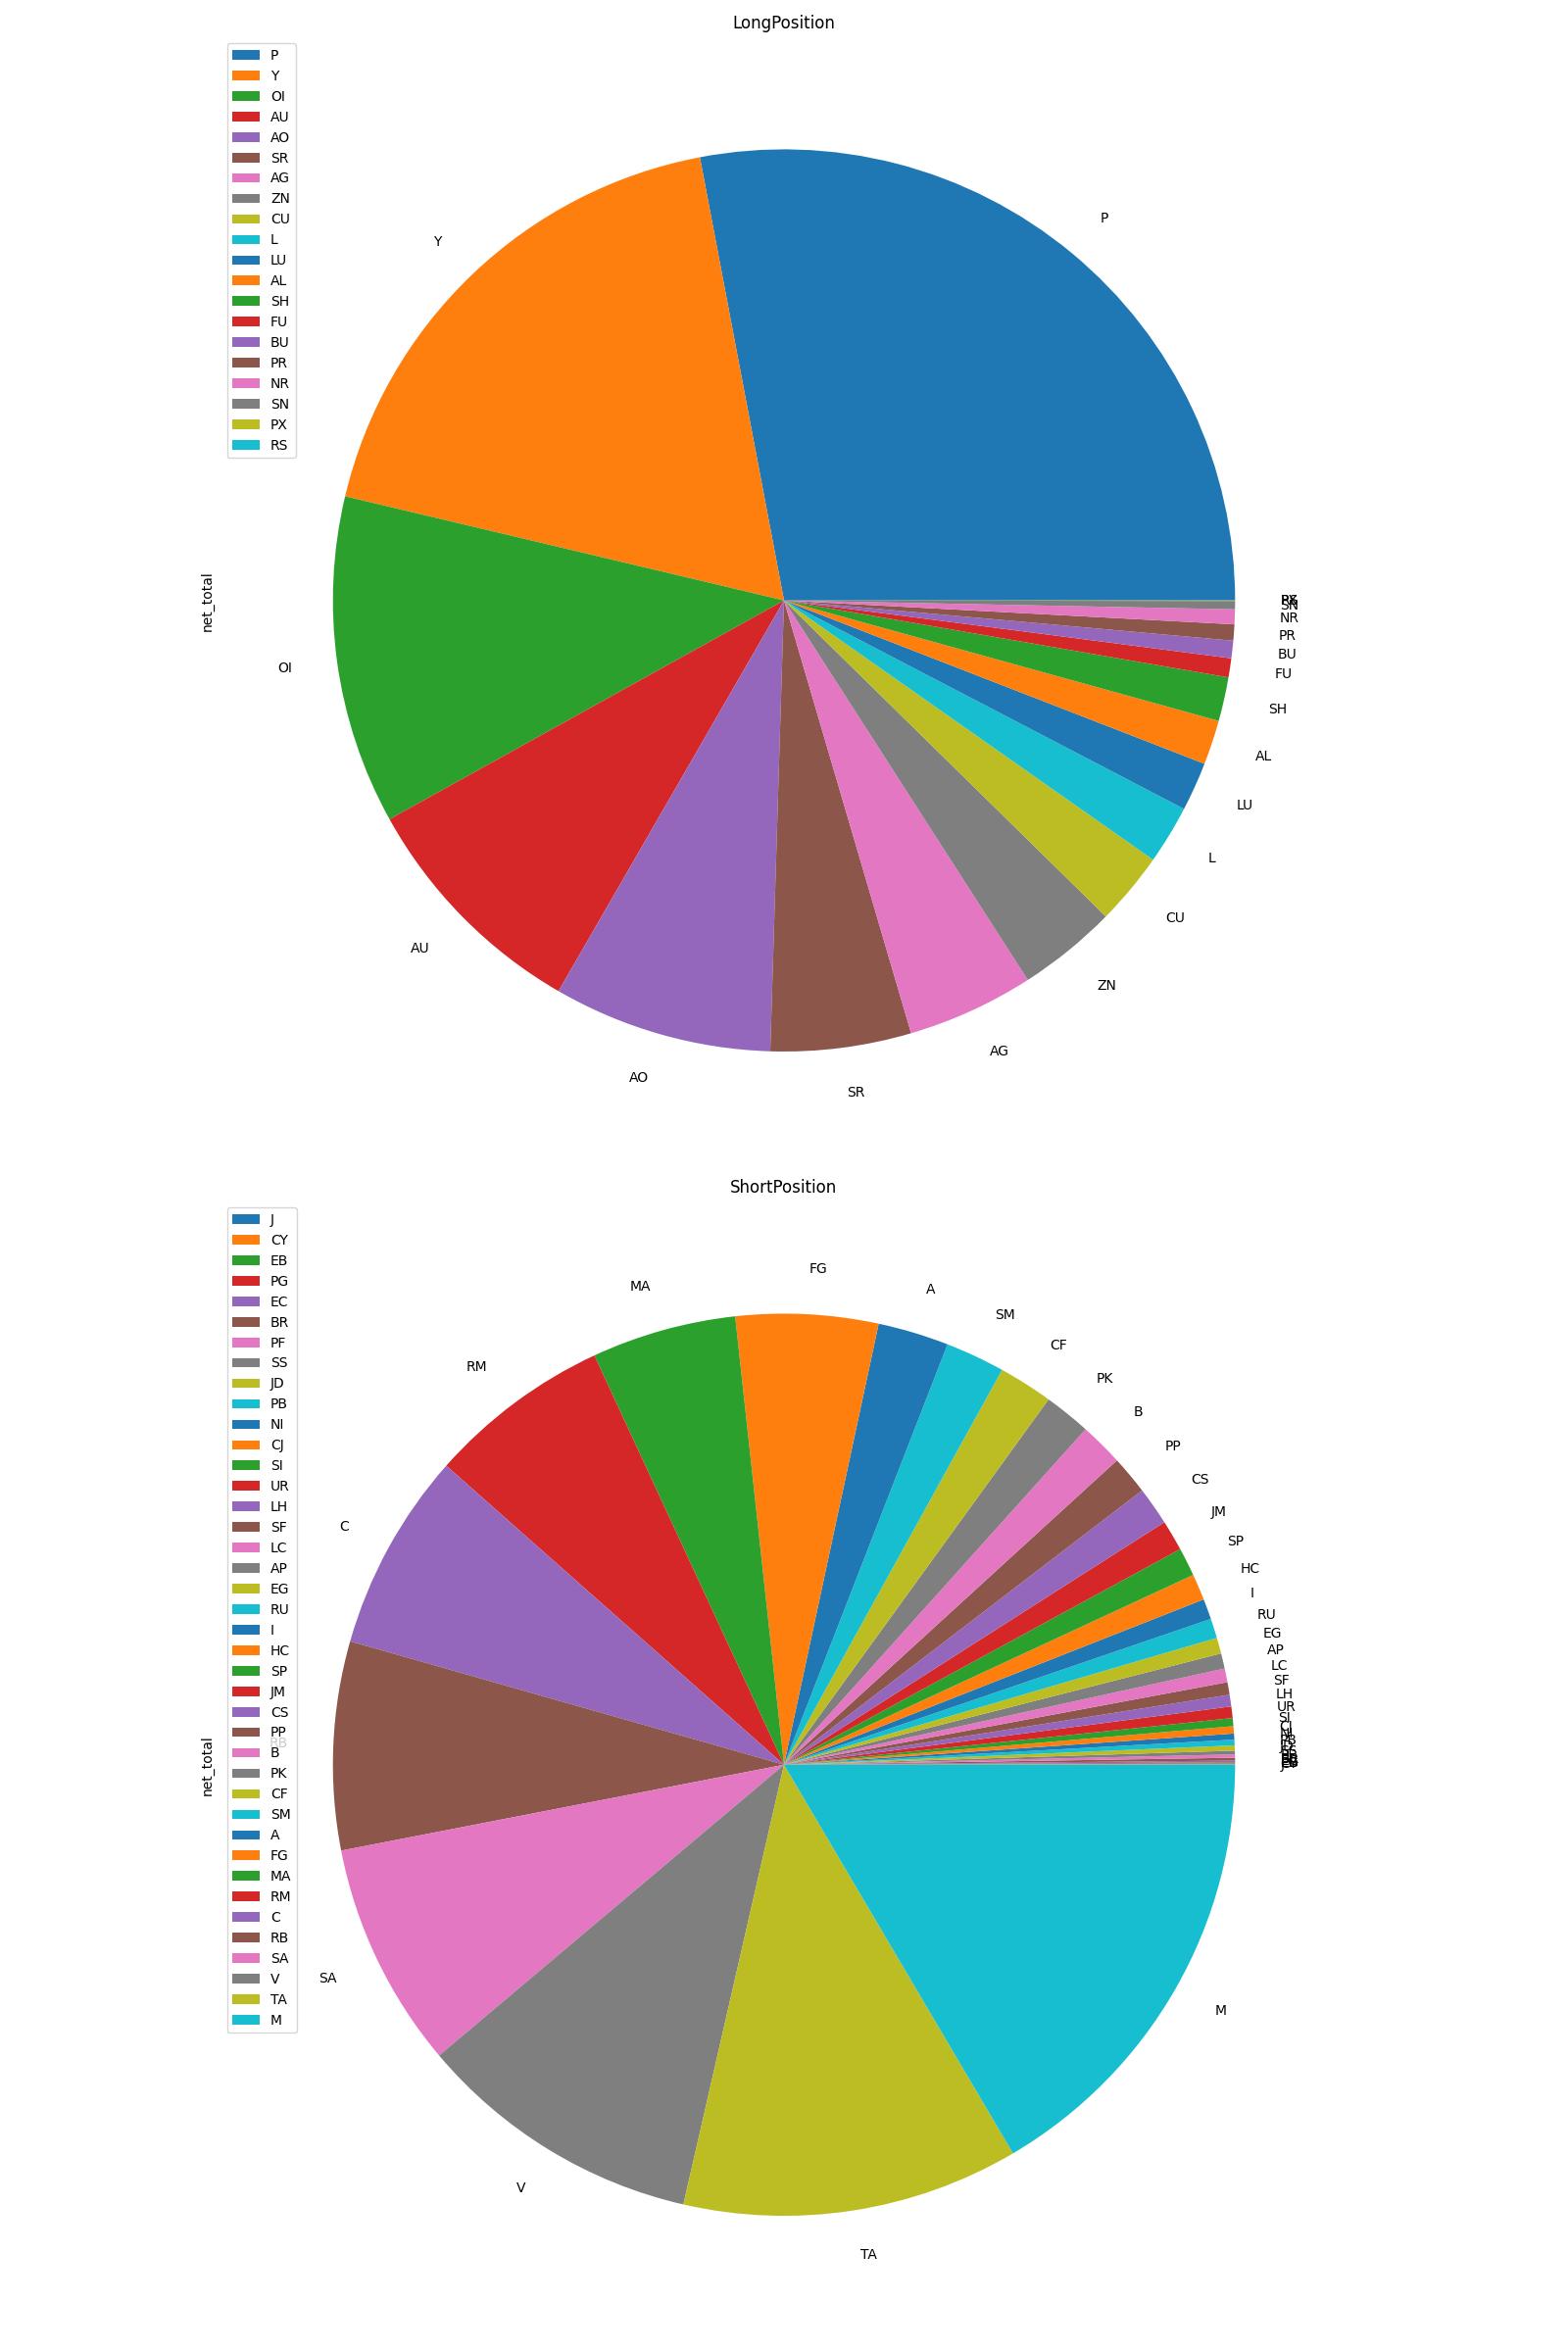 LongPosition
P
Y
OI
AU
AO
SR
AG
ZN
CU
L
LU
AL
SH
FU
BU
PR
NR
SN
PX
RS
net_total
P
Y
OI
AU
AO
SR
AG
ZN
CU
L
LU
AL
SH
FU
BU
PR
NR
SN
ShortPosition
J
CY
EB
PG
EC
BR
PF
SS
JD
PB
NI
CJ
SI
UR
LH
SF
LC
AP
EG
RU
I
HC
SP
JM
CS
PP
B
PK
CF
SM
A
FG
MA
RM
C
RB
SA
V
TA
M
net_total
FG
A
SM
CF
PK
B
PP
CS
JM
SP
HC
I
RU
EG
AP
LC
SF
LH
UR
SI
MA
RM
C
RB
SA
V
TA
M